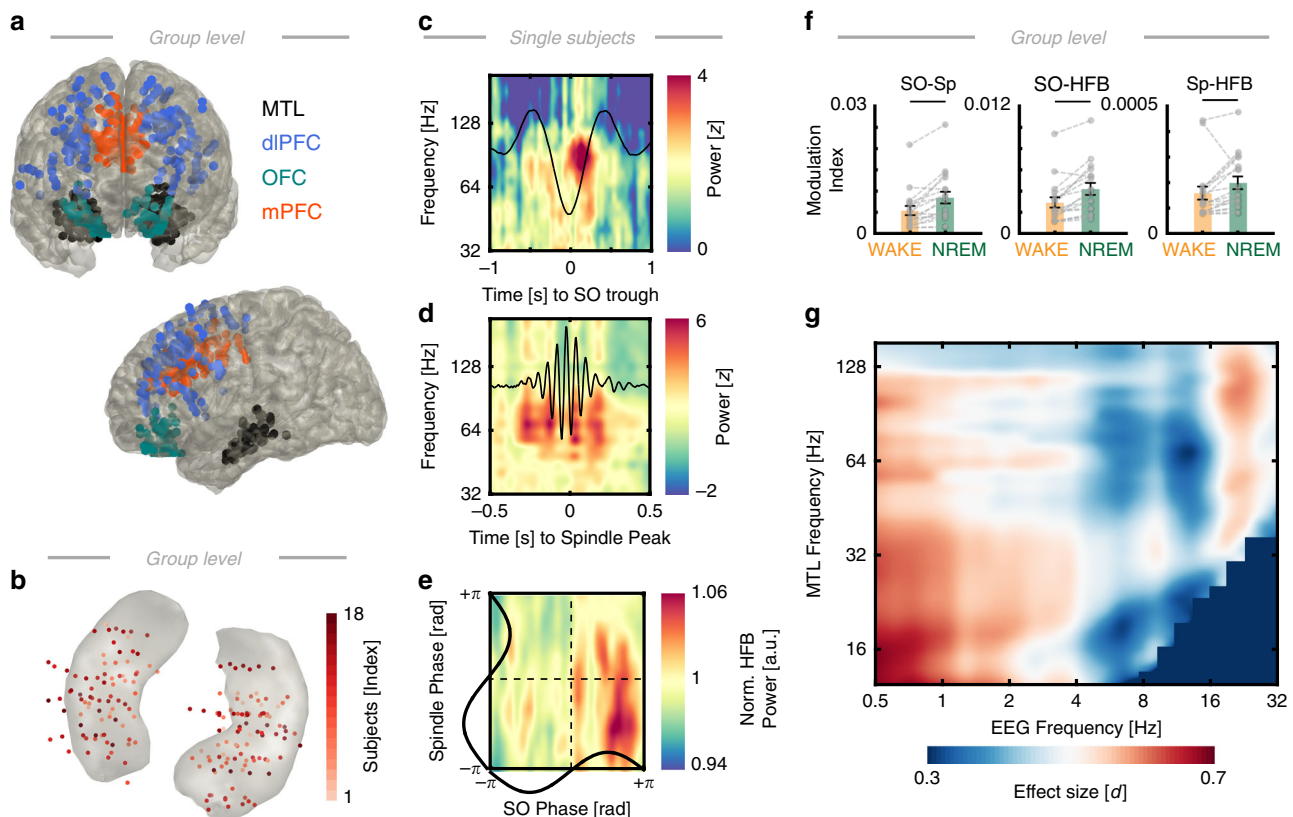 a
Group level
MTL
dlPFC
OFC
mPFC
b
Group level
18
Subjects [Index]
1
c
Single subjects
Frequency [Hz]
128
64
32
−1
0
1
Time [s] to SO trough
4
Power [z]
0
d
Frequency [Hz]
128
64
32
−0.5
0
0.5
Time [s] to Spindle Peak
6
Power [z]
−2
e
Spindle Phase [rad]
+π
−π
−π
+π
SO Phase [rad]
1.06
1
0.94
Norm. HFB
Power [a.u.]
f
Group level
SO-Sp
SO-HFB
Sp-HFB
Modulation
Index
0.03
0
WAKE
NREM
0.012
0
WAKE
NREM
0.0005
0
WAKE
NREM
g
MTL Frequency [Hz]
128
64
32
16
0.5
1
2
4
8
16
32
EEG Frequency [Hz]
0.3
0.7
Effect size [d]